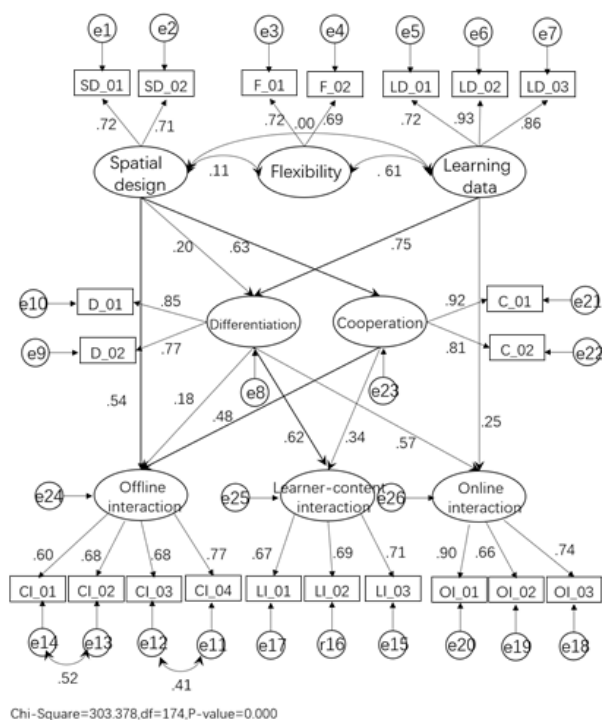 e1 e2 e3 e4 e5 e6 e7
SD_01 SD_02 F_01 F_02 LD_01 LD_02 LD_03
.72 .71 .72 .00 .69 .72 .93 .86
Spatial design Flexibility Learning data
.11 .61
.20 .63 .75
e10 D_01 .85 .92 C_01 e21
Differentiation Cooperation
e9 D_02 .77 .81 C_02 e22
.54 .18 e8 e23 .25
.48 .62 .34 .57
Offline interaction Learner-content interaction Online interaction
e24 e25 e26
.60 .68 .68 .77 .67 .69 .71 .90 .66 .74
CI_01 CI_02 CI_03 CI_04 LI_01 LI_02 LI_03 OI_01 OI_02 OI_03
e14 e13 e12 e11 e17 r16 e15 e20 e19 e18
.52 .41
Chi-Square=303.378,df=174,P-value=0.000